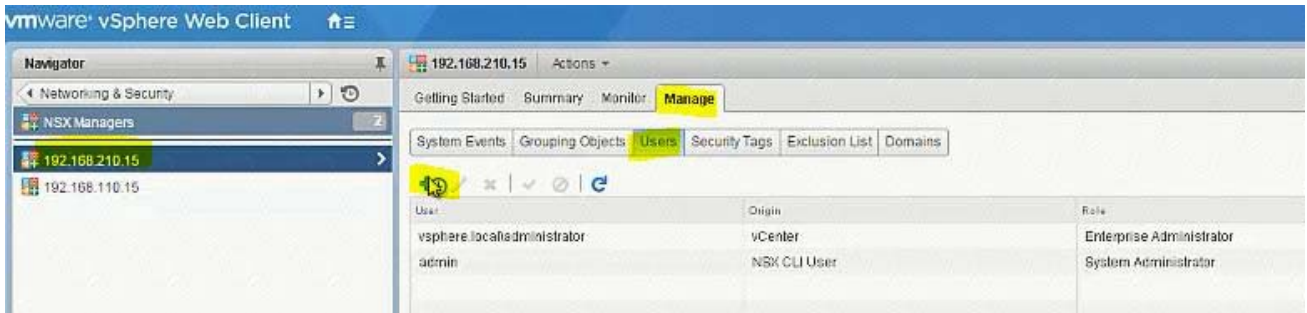 vmware® vSphere Web Client
Navigator
192.168.210.15 Actions
Networking & Security
Getting Started Summary Monitor Manage
NSX Managers 2
System Events Grouping Objects Users Security Tags Exclusion List Domains
192.168.210.15
192.168.110.15
User Origin Role
vsphere.local\administrator vCenter Enterprise Administrator
admin NSX CLI User System Administrator